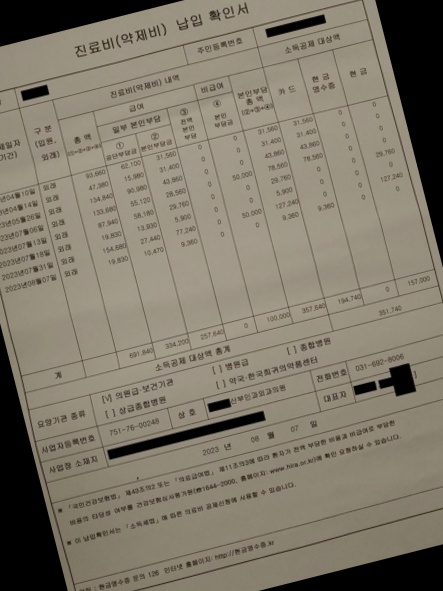 진료비(약제비) 납입 확인서
주민등록번호
진료비(약제비) 내역
소득공제 대상액
구 분
(입원,
외래)
총 액
급여
일부 본인부담
① 공단부담금
② 본인부담금
③ 전액 본인 부담
비급여
④ 본인 부담금
본인부담 총 액
카 드
현 금 영수증
현 금
04월10일 외래 93,660 62,100 31,560 0 0 31,560 31,560 0 0
04월14일 외래 47,380 15,980 31,400 0 0 31,400 31,400 0 0
05월26일 외래 134,840 90,980 43,860 0 0 43,860 43,860 0 0
2023년07월06일 외래 133,680 55,120 28,560 0 50,000 78,560 78,560 0 0
2023년07월13일 외래 87,940 58,180 29,760 0 0 29,760 0 0 29,760
2023년07월18일 외래 19,830 13,930 5,900 0 0 5,900
2023년07월31일 외래 154,680 27,440 77,240 0 50,000 127,240 0 0 127,240
2023년08월07일 외래 19,830 10,470 9,360 0 0 9,360 9,360 0 0
계 691,840 334,200 257,640 0 100,000 357,640 194,740 0 157,000
소득공제 대상액 총계 351,740
요양기관 종류 [√] 의원급·보건기관 [ ] 병원급 [ ] 종합병원
[ ] 상급종합병원 [ ] 약국·한국희귀의약품센터
사업자등록번호 751-76-00248 상 호 산부인과외과의원 전화번호 031-692-8006
사업장 소재지 대표자
2023 년 08 월 07 일
※ 「국민건강보험법」 제43조의2 또는 「의료급여법」 제11조의3에 따라 환자가 전액 부담한 비용과 비급여로 부담한
비용의 타당성 여부를 건강보험심사평가원(☎1644-2000, 홈페이지: www.hira.or.kr)에 확인 요청하실 수 있습니다.
※ 이 납입확인서는 「소득세법」에 따른 의료비 공제신청에 사용할 수 있습니다.
현금영수증 문의 126 인터넷 홈페이지: http://현금영수증.kr